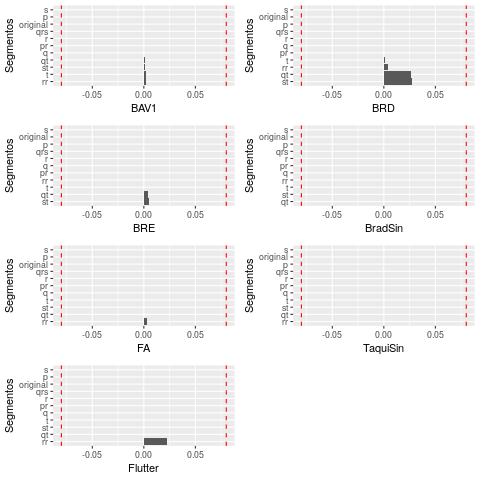 Segmentos
s
p
original
qrs
r
pr
q
qt
st
t
rr
-0.05 0.00 0.05
BAV1
Segmentos
s
p
original
qrs
r
pr
q
t
rr
qt
st
-0.05 0.00 0.05
BRD
Segmentos
s
p
original
qrs
r
q
pr
rr
t
qt
st
-0.05 0.00 0.05
BRE
Segmentos
s
p
original
qrs
r
q
pr
rr
t
st
qt
-0.05 0.00 0.05
BradSin
Segmentos
s
p
original
qrs
r
pr
q
t
st
qt
rr
-0.05 0.00 0.05
FA
Segmentos
s
p
original
qrs
r
pr
q
t
st
qt
rr
-0.05 0.00 0.05
TaquiSin
Segmentos
s
p
original
qrs
r
pr
q
t
st
qt
rr
-0.05 0.00 0.05
Flutter